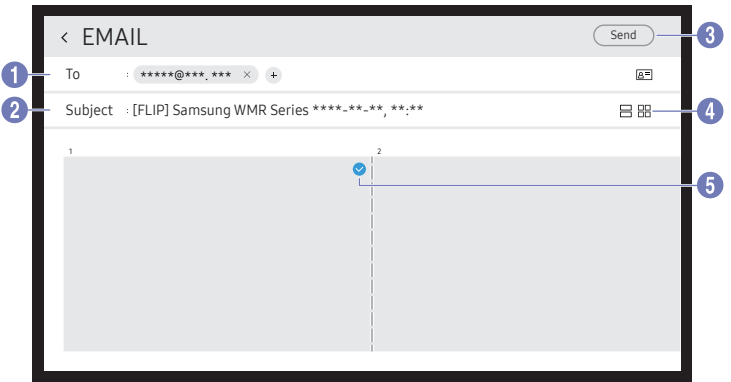 < EMAIL Send 3
1 To : *****@***.*** × +
2 Subject : [FLIP] Samsung WMR Series ****-**-**, **:** 4
1 2
5